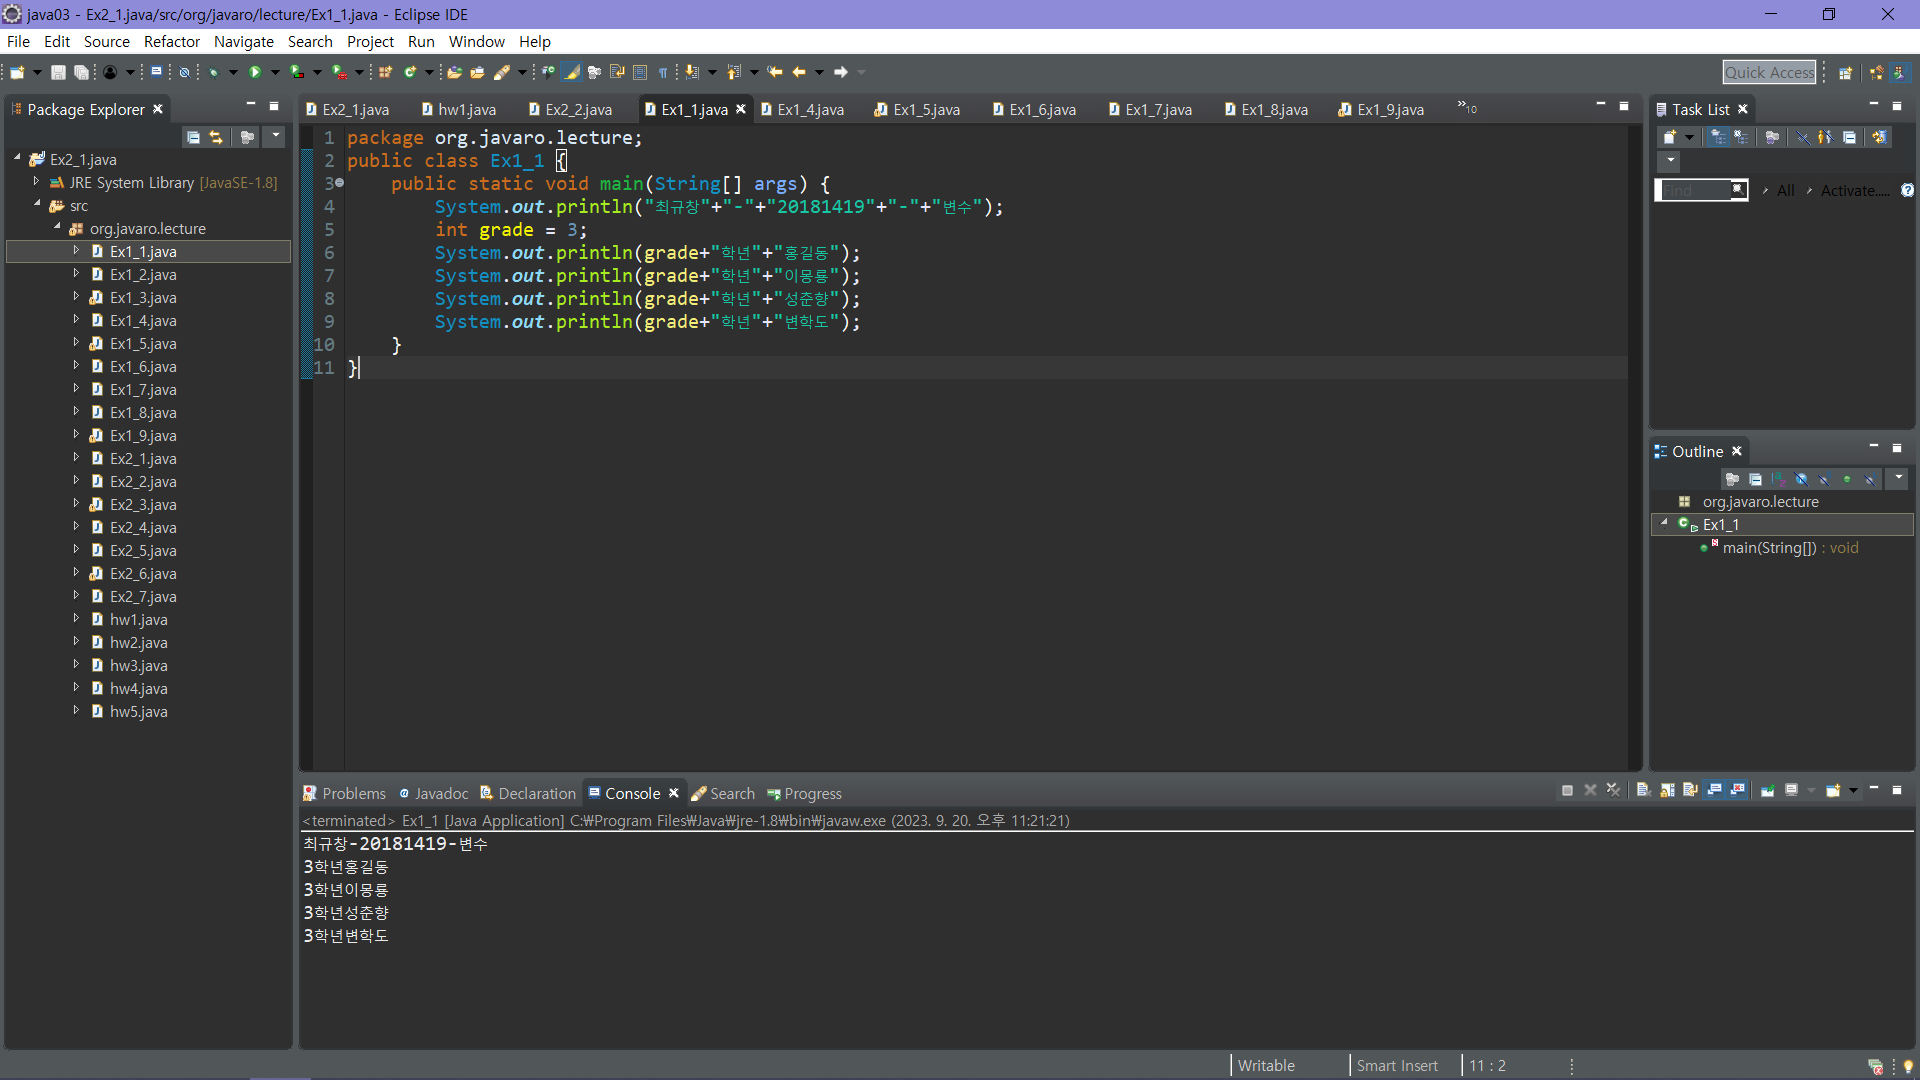 java03 - Ex2_1.java/src/org/javaro/lecture/Ex1_1.java - Eclipse IDE
File Edit Source Refactor Navigate Search Project Run Window Help
Quick Access
Package Explorer
Ex2_1.java
JRE System Library [JavaSE-1.8]
src
org.javaro.lecture
Ex1_1.java
Ex1_2.java
Ex1_3.java
Ex1_4.java
Ex1_5.java
Ex1_6.java
Ex1_7.java
Ex1_8.java
Ex1_9.java
Ex2_1.java
Ex2_2.java
Ex2_3.java
Ex2_4.java
Ex2_5.java
Ex2_6.java
Ex2_7.java
hw1.java
hw2.java
hw3.java
hw4.java
hw5.java
Ex2_1.java hw1.java Ex2_2.java Ex1_1.java Ex1_4.java Ex1_5.java Ex1_6.java Ex1_7.java Ex1_8.java Ex1_9.java »10
1 package org.javaro.lecture;
2 public class Ex1_1 {
3 public static void main(String[] args) {
4 System.out.println("최규창"+"-"+"20181419"+"-"+"변수");
5 int grade = 3;
6 System.out.println(grade+"학년"+"홍길동");
7 System.out.println(grade+"학년"+"이몽룡");
8 System.out.println(grade+"학년"+"성춘향");
9 System.out.println(grade+"학년"+"변학도");
10 }
11 }
Task List
Find All Activate.....
Outline
org.javaro.lecture
Ex1_1
main(String[]) : void
Problems Javadoc Declaration Console Search Progress
<terminated> Ex1_1 [Java Application] C:₩Program Files₩Java₩jre-1.8₩bin₩javaw.exe (2023. 9. 20. 오후 11:21:21)
최규창-20181419-변수
3학년홍길동
3학년이몽룡
3학년성춘향
3학년변학도
Writable Smart Insert 11 : 2